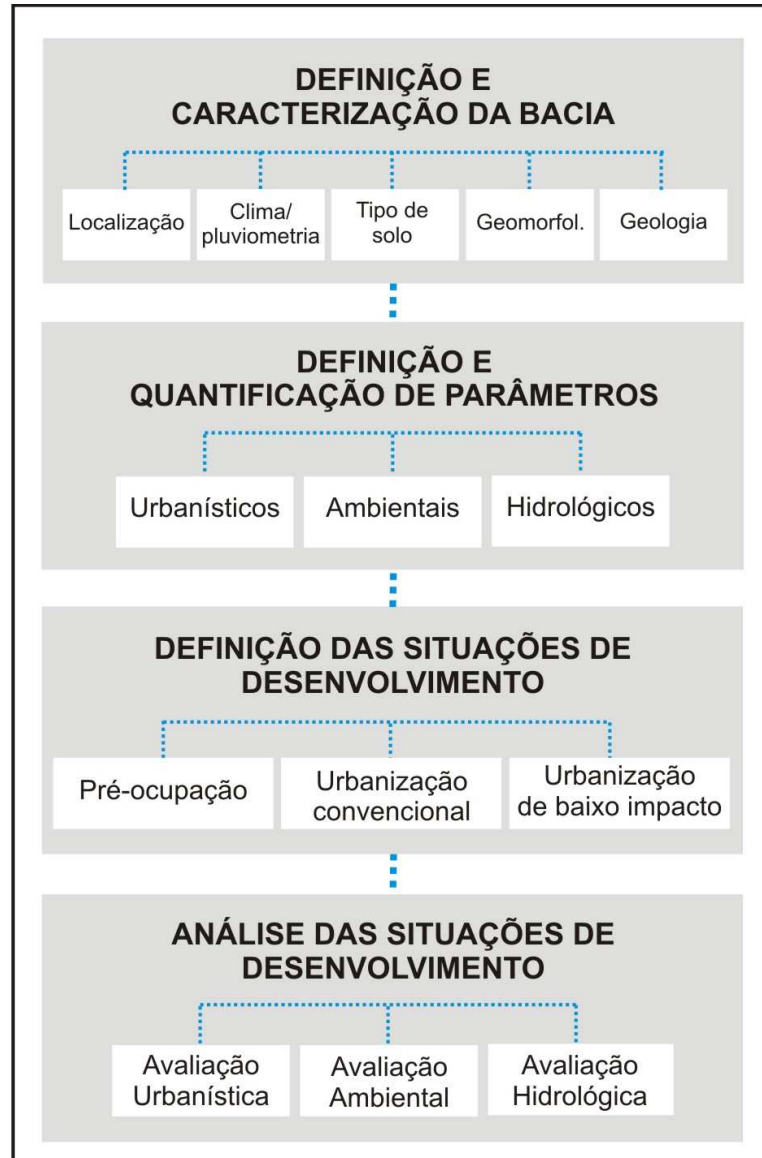 DEFINIÇÃO E
CARACTERIZAÇÃO DA BACIA
Localização
Clima/
pluviometria
Tipo de
solo
Geomorfol.
Geologia
DEFINIÇÃO E
QUANTIFICAÇÃO DE PARÂMETROS
Urbanísticos
Ambientais
Hidrológicos
DEFINIÇÃO DAS SITUAÇÕES DE
DESENVOLVIMENTO
Pré-ocupação
Urbanização
convencional
Urbanização
de baixo impacto
ANÁLISE DAS SITUAÇÕES DE
DESENVOLVIMENTO
Avaliação
Urbanística
Avaliação
Ambiental
Avaliação
Hidrológica